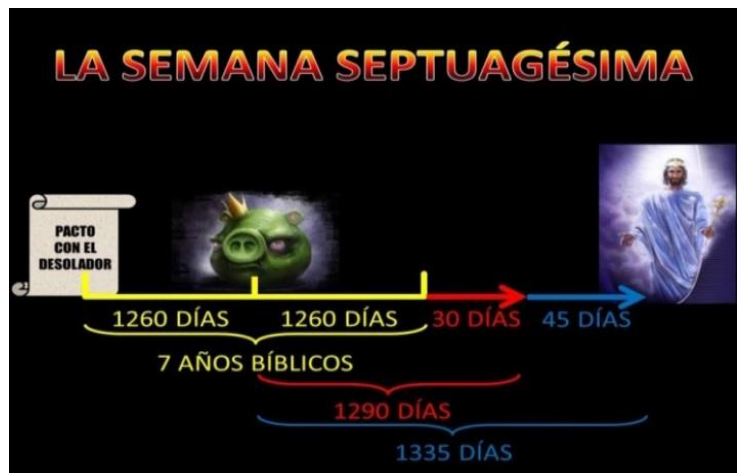 LA SEMANA SEPTUAGÉSIMA
PACTO
CON EL
DESOLADOR
1260 DÍAS
1260 DÍAS
30 DÍAS
45 DÍAS
7 AÑOS BÍBLICOS
1290 DÍAS
1335 DÍAS